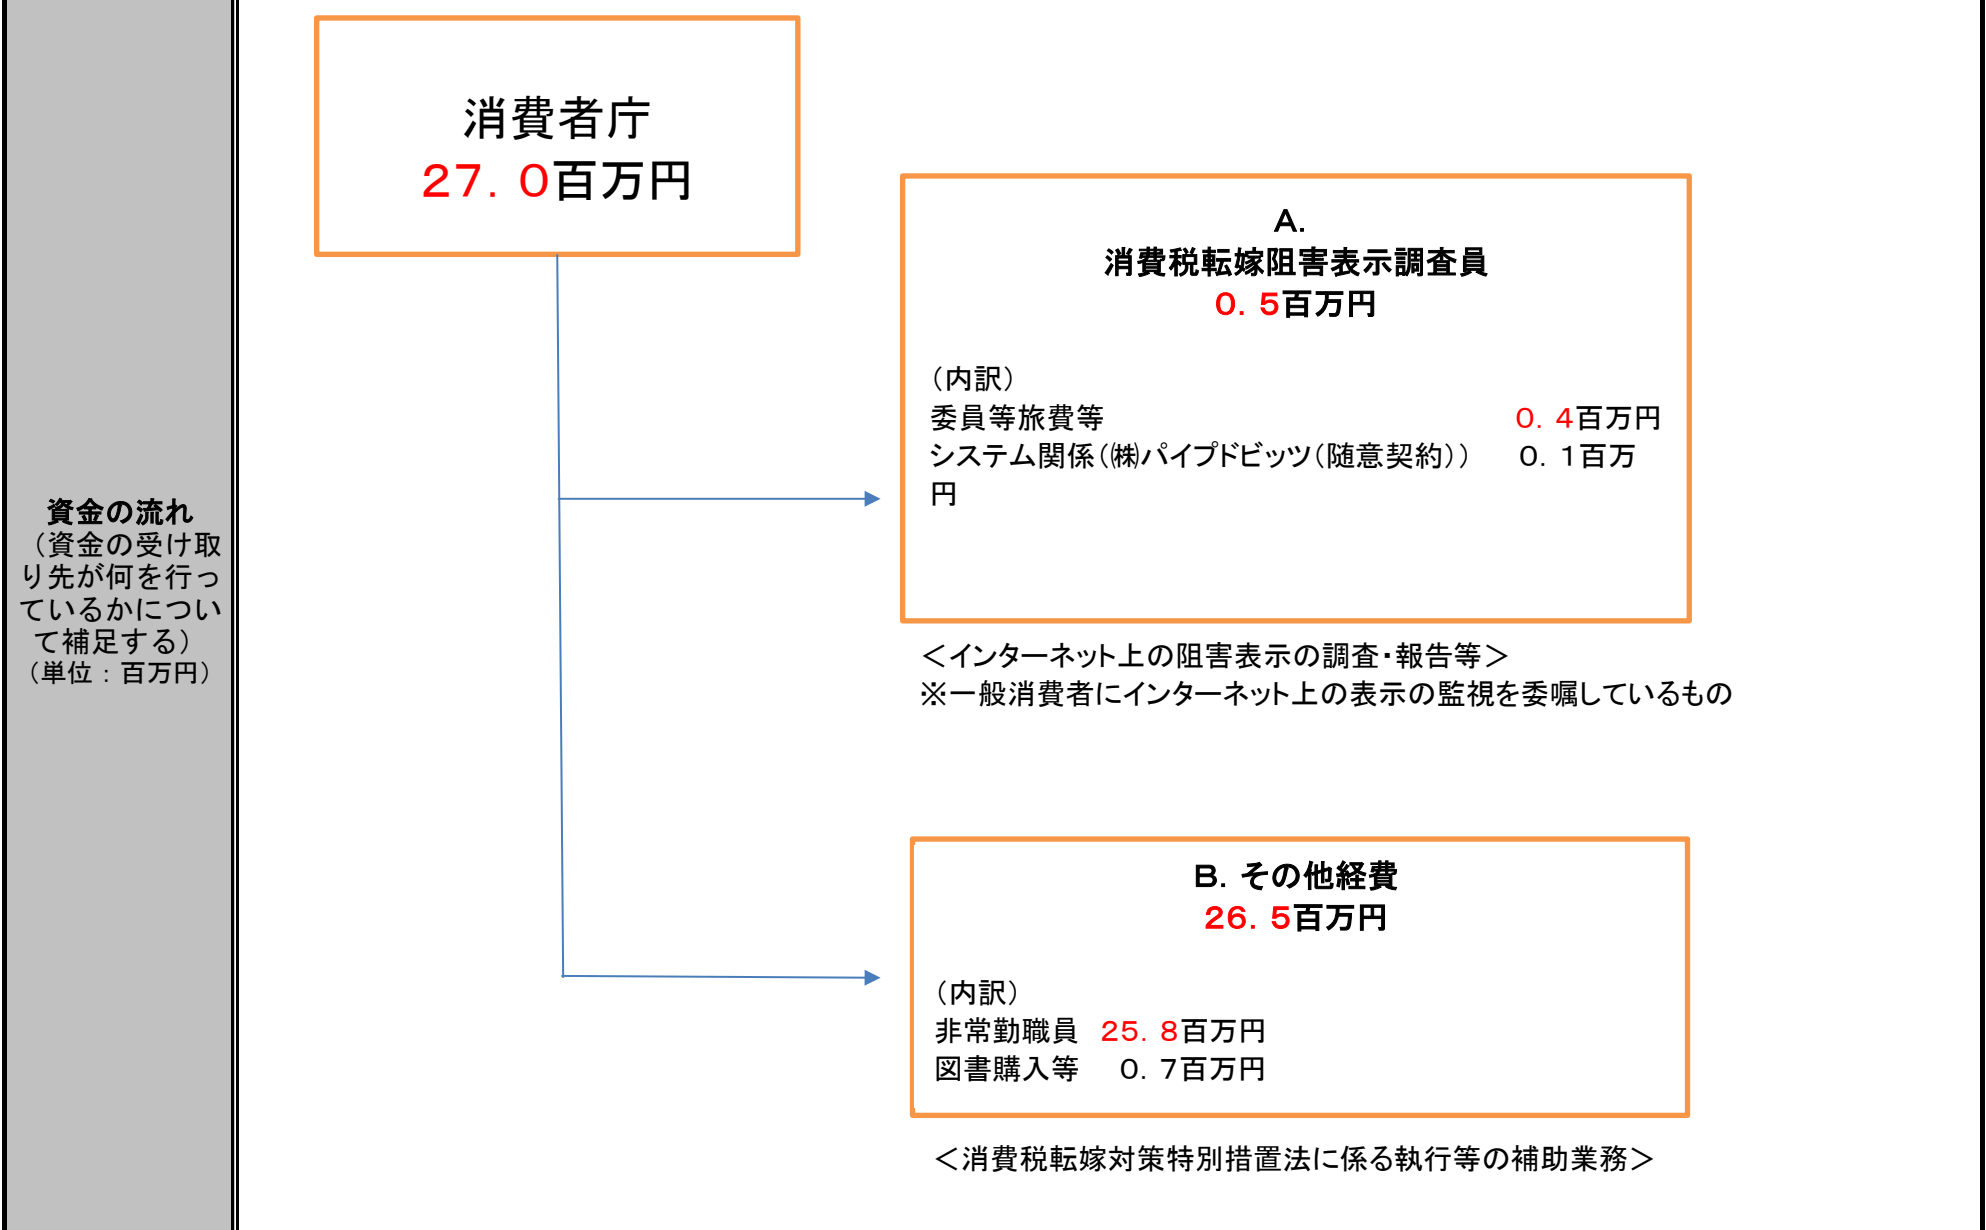 資金の流れ
（資金の受け取
り先が何を行っ
ているかについ
て補足する）
（単位：百万円）
消費者庁
２７．０百万円
Ａ．
消費税転嫁阻害表示調査員
０．５百万円
（内訳）
委員等旅費等　０．４百万円
システム関係（㈱パイプドビッツ（随意契約））　０．１百万
円
＜インターネット上の阻害表示の調査・報告等＞
※一般消費者にインターネット上の表示の監視を委嘱しているもの
Ｂ．その他経費
２６．５百万円
（内訳）
非常勤職員　２５．８百万円
図書購入等　０．７百万円
＜消費税転嫁対策特別措置法に係る執行等の補助業務＞